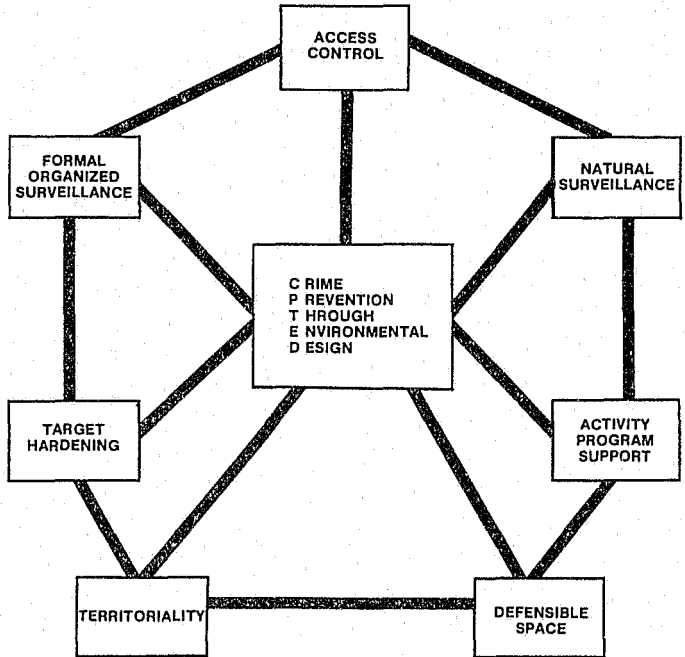 ACCESS
CONTROL
FORMAL
ORGANIZED
SURVEILLANCE
NATURAL
SURVEILLANCE
C RIME
P REVENTION
T HROUGH
E NVIRONMENTAL
D ESIGN
TARGET
HARDENING
ACTIVITY
PROGRAM
SUPPORT
TERRITORIALITY
DEFENSIBLE
SPACE